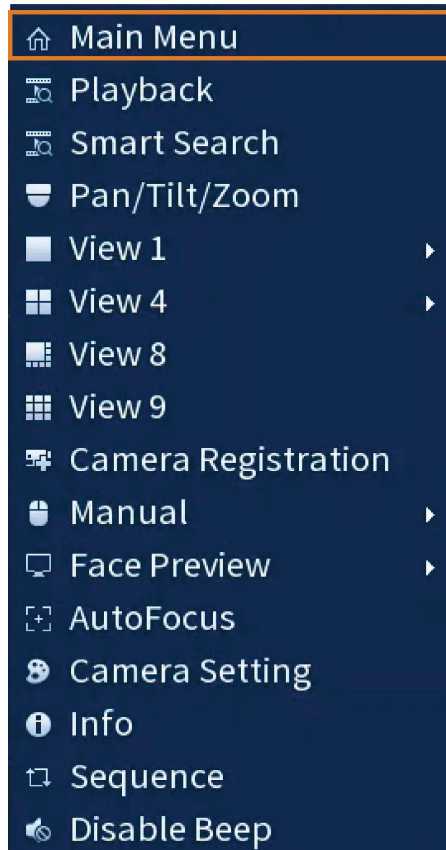 Main Menu
Playback
Smart Search
Pan/Tilt/Zoom
View 1
View 4
View 8
View 9
Camera Registration
Manual
Face Preview
AutoFocus
Camera Setting
Info
Sequence
Disable Beep